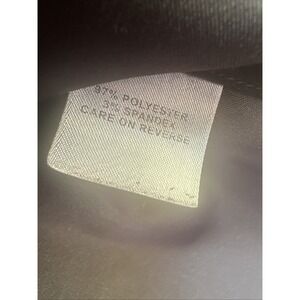 97% POLYESTER
3% SPANDEX
CARE ON REVERSE